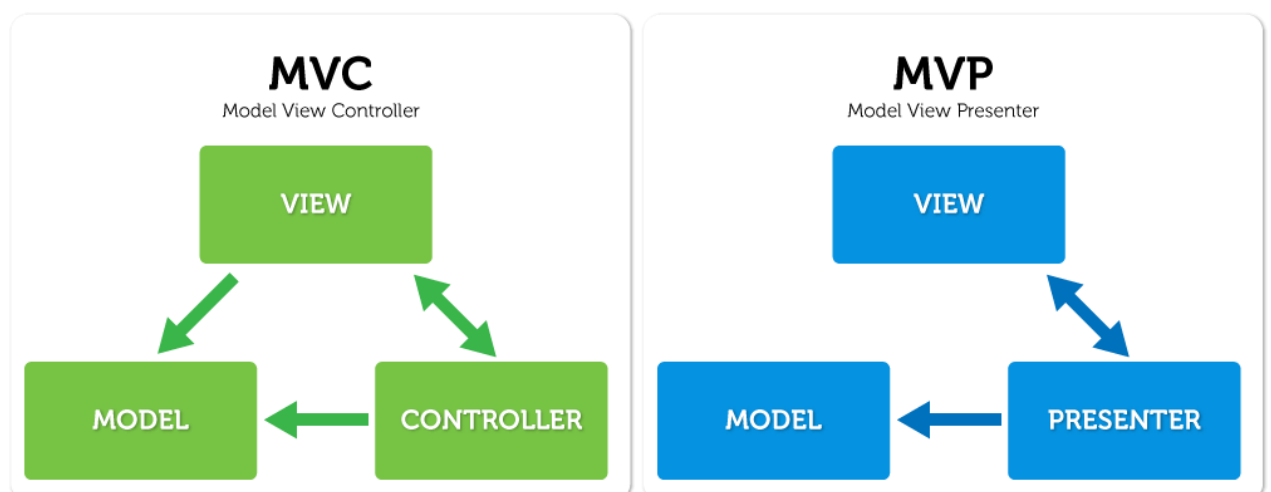 MVC
Model View Controller
VIEW
MODEL
CONTROLLER
MVP
Model View Presenter
VIEW
MODEL
PRESENTER